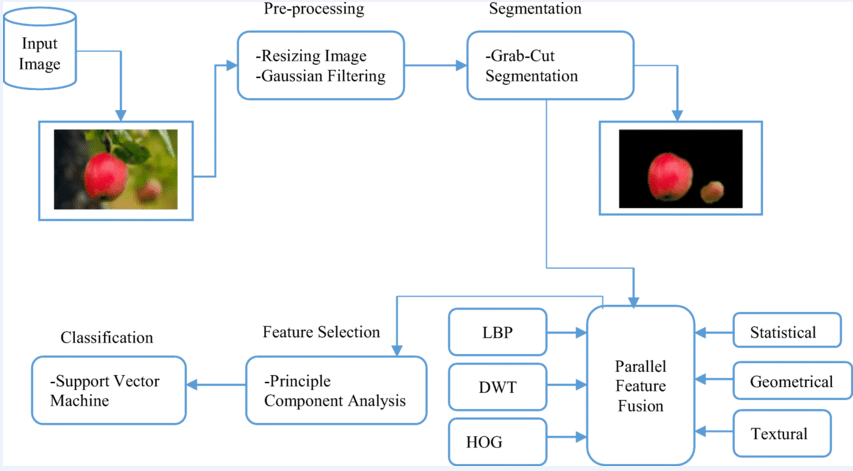 Pre-processing
Segmentation
Input
Image
-Resizing Image
-Gaussian Filtering
-Grab-Cut
Segmentation
Classification
Feature Selection
-Support Vector
Machine
-Principle
Component Analysis
LBP
DWT
HOG
Parallel
Feature
Fusion
Statistical
Geometrical
Textural